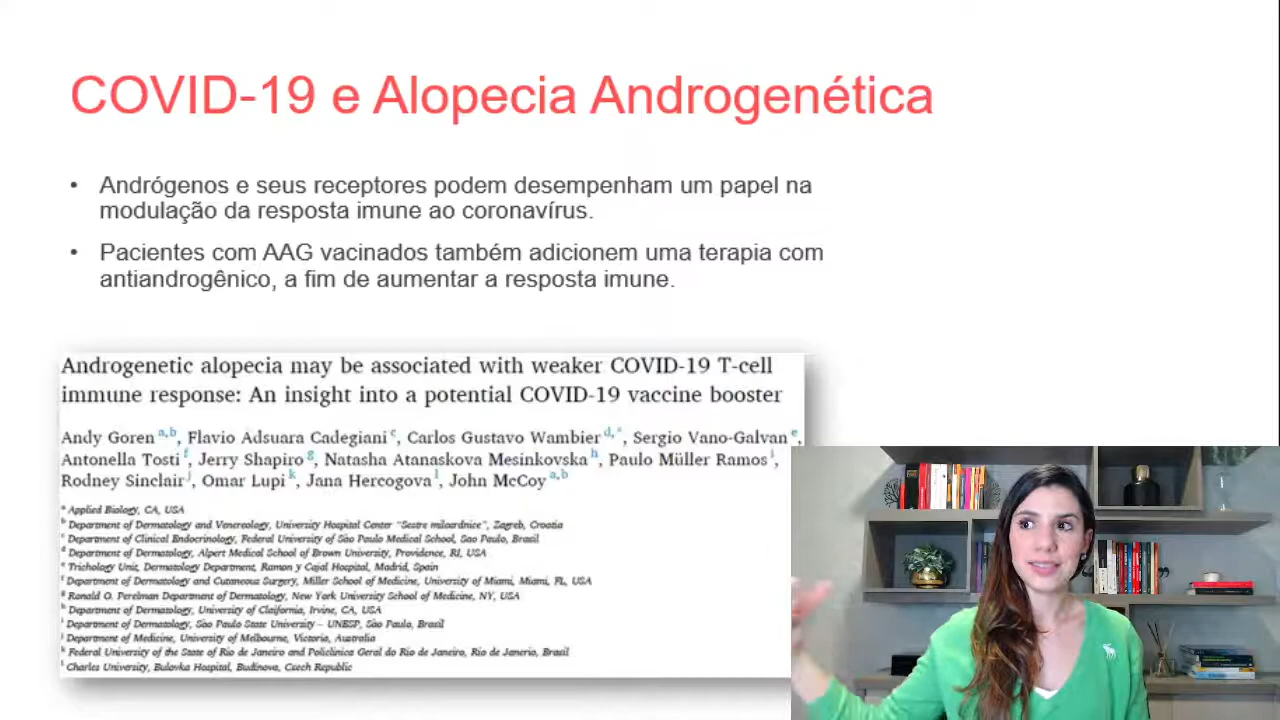 COVID-19 e Alopecia Androgenética
• Andrógenos e seus receptores podem desempenham um papel na
modulação da resposta imune ao coronavírus.
• Pacientes com AAG vacinados também adicionem uma terapia com
antiandrogênico, a fim de aumentar a resposta imune.
Androgenetic alopecia may be associated with weaker COVID-19 T-cell
immune response: An insight into a potential COVID-19 vaccine booster
Andy Goren a,b, Flavio Adsuara Cadegiani c, Carlos Gustavo Wambier d,*, Sergio Vano-Galvan e,
Antonella Tosti f, Jerry Shapiro g, Natasha Atanaskova Mesinkovska h, Paulo Müller Ramos i,
Rodney Sinclair j, Omar Lupi k, Jana Hercogova l, John McCoy a,b
a Applied Biology, CA, USA
b Department of Dermatology and Venereology, University Hospital Center "Sestre milosrdnice", Zagreb, Croatia
c Department of Clinical Endocrinology, Federal University of São Paulo Medical School, Sao Paulo, Brasil
d Department of Dermatology, Alpert Medical School of Brown University, Providence, RI, USA
e Trichology Unit, Dermatology Department, Ramon y Cajal Hospital, Madrid, Spain
f Department of Dermatology and Cutaneous Surgery, Miller School of Medicine, University of Miami, Miami, FL, USA
g Ronald O. Perelman Department of Dermatology, New York University School of Medicine, NY, USA
h Department of Dermatology, University of Claifornia, Irvine, CA, USA
i Department of Dermatology, São Paulo State University – UNESP, São Paulo, Brasil
j Department of Medicine, University of Melbourne, Victoria, Australia
k Federal University of the State of Rio de Janeiro and Policlinica Geral do Rio de Janeiro, Rio de Janerio, Brasil
l Charles University, Bulovka Hospital, Budinova, Czech Republic